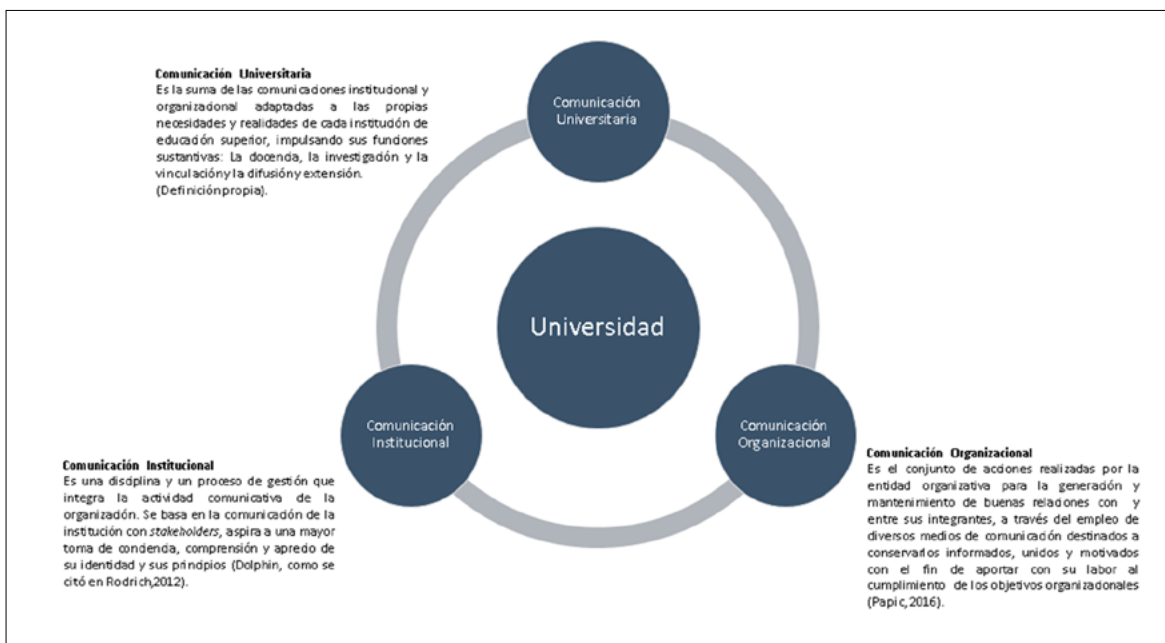 Comunicación Universitaria
Es la suma de las comunicaciones institucional y
organizacional adaptadas a las propias
necesidades y realidades de cada institución de
educación superior, impulsando sus funciones
sustantivas: La docencia, la investigación y la
vinculacióny la difusióny extensión.
(Definiciónpropia).
Comunicación
Universitaria
Universidad
Comunicación
Institucional
Comunicación
Organizacional
Comunicación Institucional
Es una disciplina y un proceso de gestión que
integra la actividad comunicativa de la
organización. Se basa en la comunicación de la
institución con stakeholders, aspira a una mayor
toma de conciencia, comprensión y aprecio de
su identidad y sus principios (Dolphin, como se
citó en Rodrich,2012).
Comunicación Organizacional
Es el conjunto de acciones realizadas por la
entidad organizativa para la generación y
mantenimiento de buenas relaciones con y
entre sus integrantes, a través del empleo de
diversos medios de comunicación destinados a
conservarlos informados, unidos y motivados
con el fin de aportar con su labor al
cumplimiento de los objetivos organizacionales
(Papic,2016).